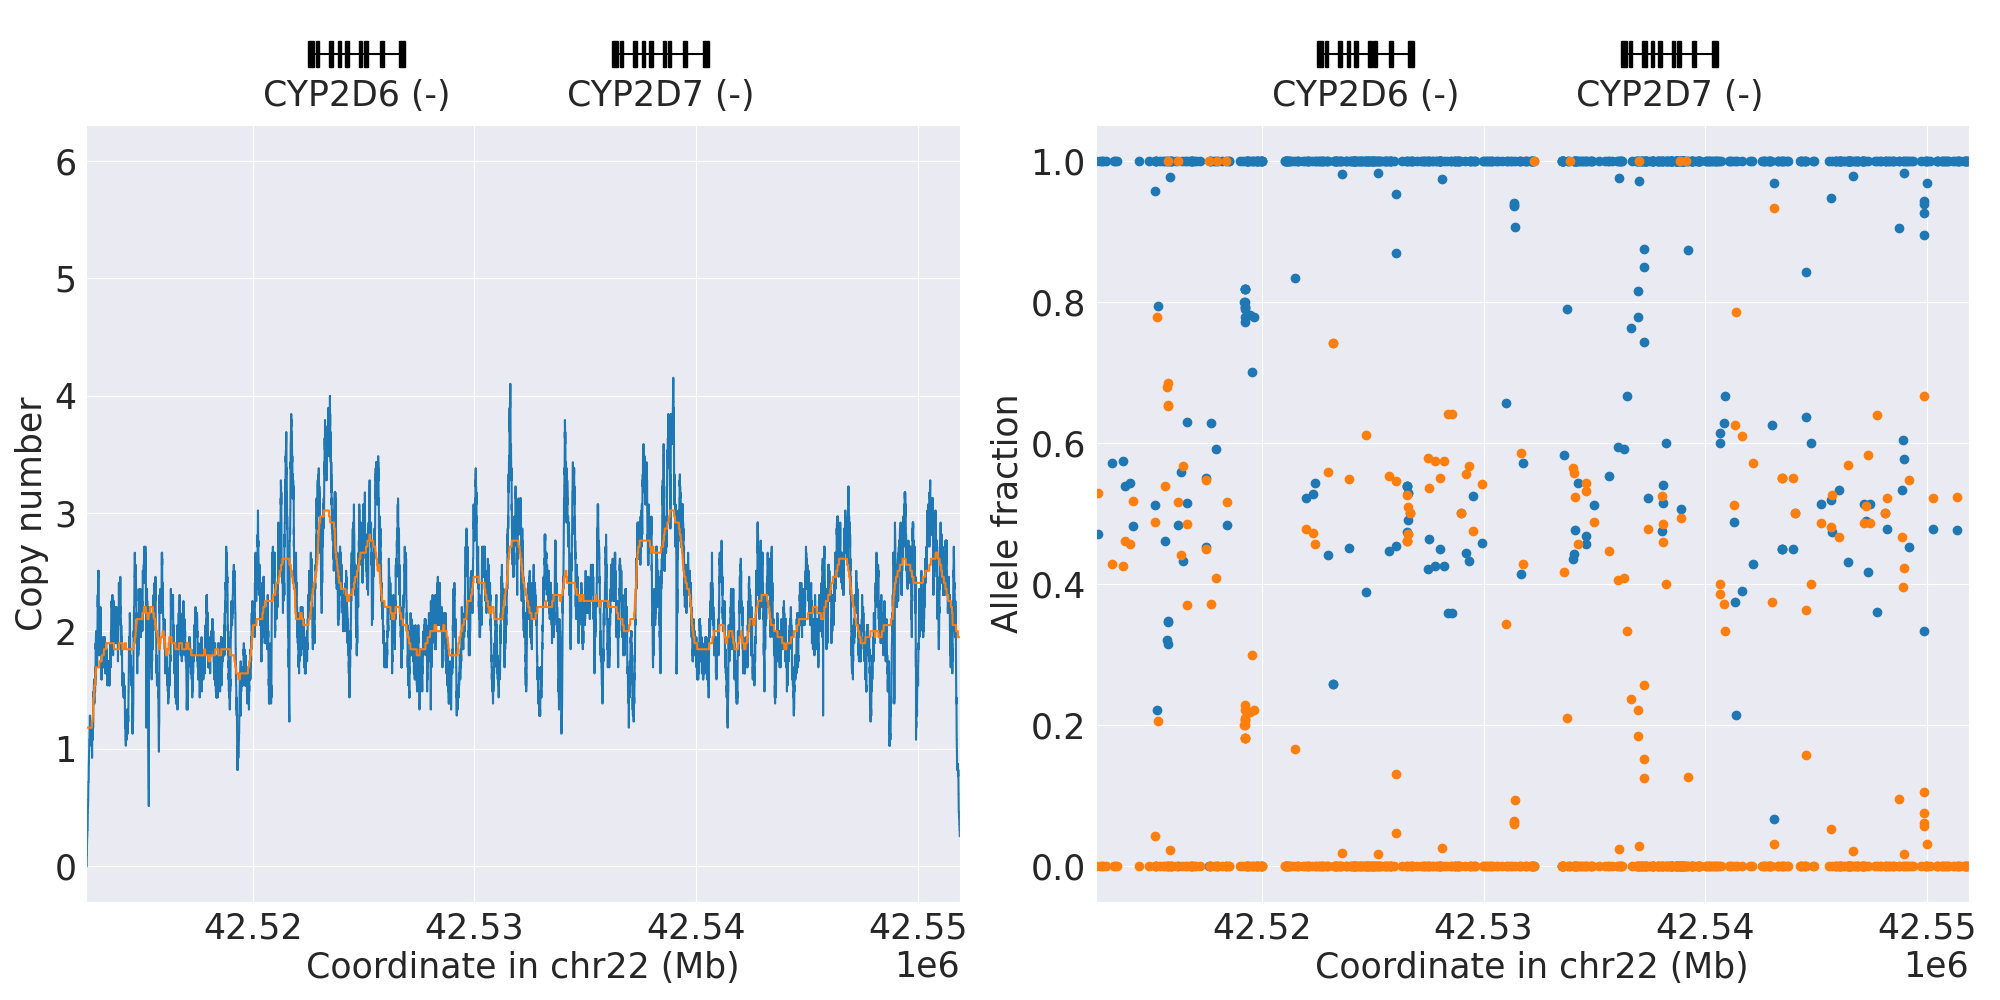 CYP2D6 (-)
CYP2D7 (-)
Copy number
6
5
4
3
2
1
0
42.52
42.53
42.54
42.55
Coordinate in chr22 (Mb)
1e6
CYP2D6 (-)
CYP2D7 (-)
Allele fraction
1.0
0.8
0.6
0.4
0.2
0.0
42.52
42.53
42.54
42.55
Coordinate in chr22 (Mb)
1e6